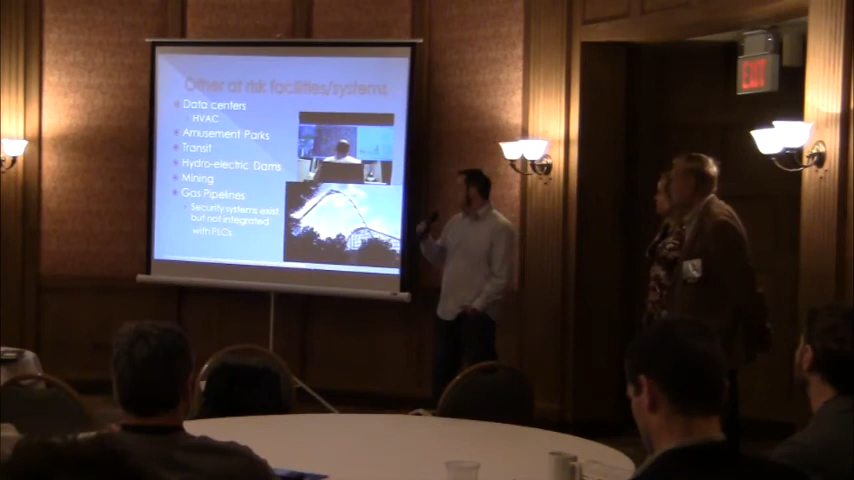 Other at risk facilities/systems
Data centers
HVAC
Amusement Parks
Transit
Hydro-electric Dams
Mining
Gas Pipelines
Security systems exist
but not integrated
with PLCs
EXIT